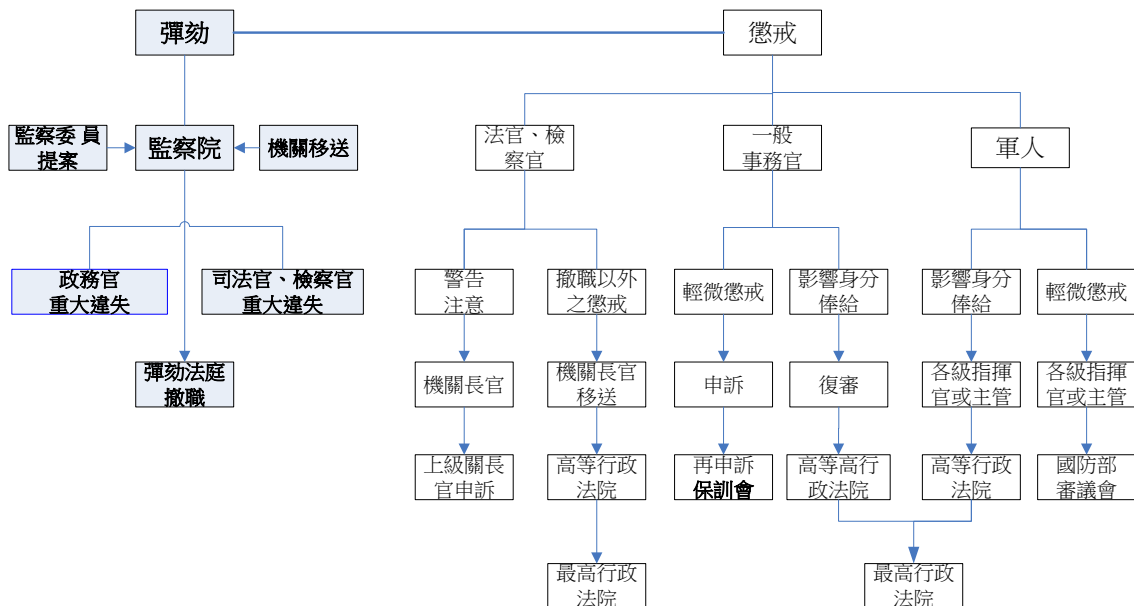 彈劾
懲戒
監察委 員
提案
監察院
機關移送
法官、檢
察官
一般
事務官
軍人
政務官
重大違失
司法官、檢察官
重大違失
警告
注意
撤職以外
之懲戒
輕微懲戒
影響身分
俸給
影響身分
俸給
輕微懲戒
彈劾法庭
撤職
機關長官
機關長官
移送
申訴
復審
各級指揮
官或主管
各級指揮
官或主管
上級關長
官申訴
高等行政
法院
再申訴
保訓會
高等高行
政法院
高等行政
法院
國防部
審議會
最高行政
法院
最高行政
法院